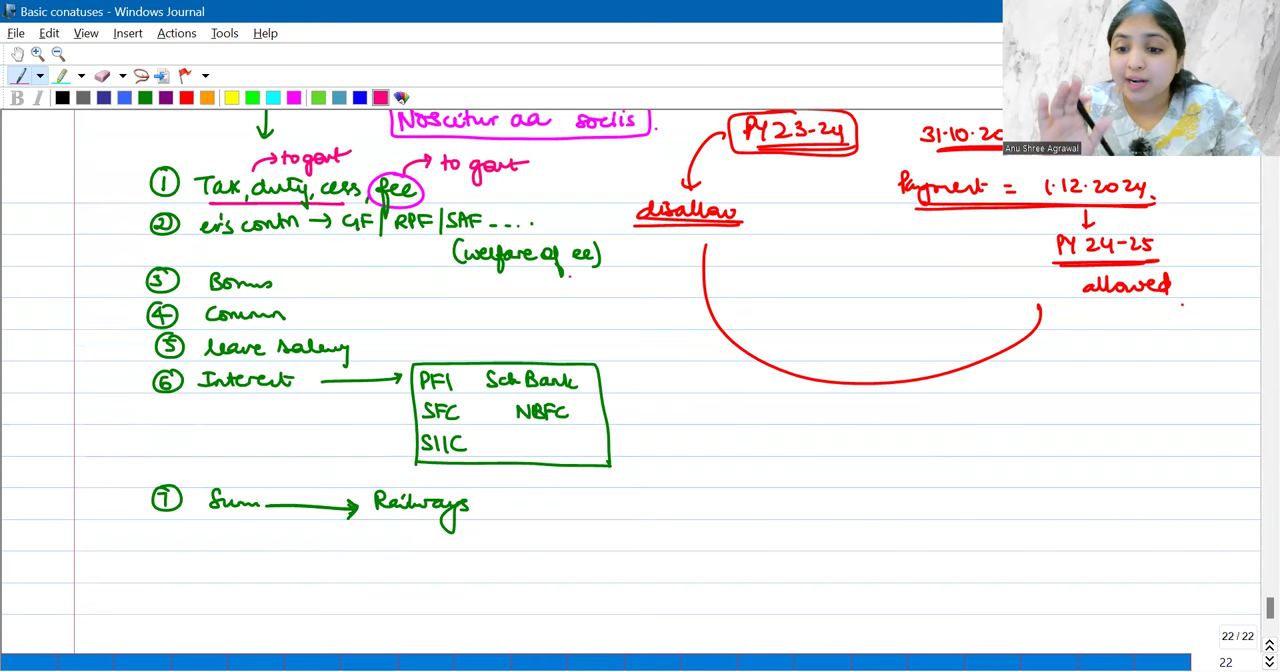 Basic conatuses - Windows Journal
File Edit View Insert Actions Tools Help
B I
Anu Shree Agrawal
Noscitur aa sociis.
PY 23-24
31.10.20
→ to govt
→ to govt
① Tax, duty, cess, fee
Payment = 1.12.2024.
disallow
② er's contn → GF / RPF / SAF ----
PY 24-25
(welfare of ee)
allowed
③ Bonus
④ Commn
⑤ leave salary
⑥ Interest → PFI Sch Bank
SFC NBFC
SIIC
⑦ Sum → Railways
22 / 22
22